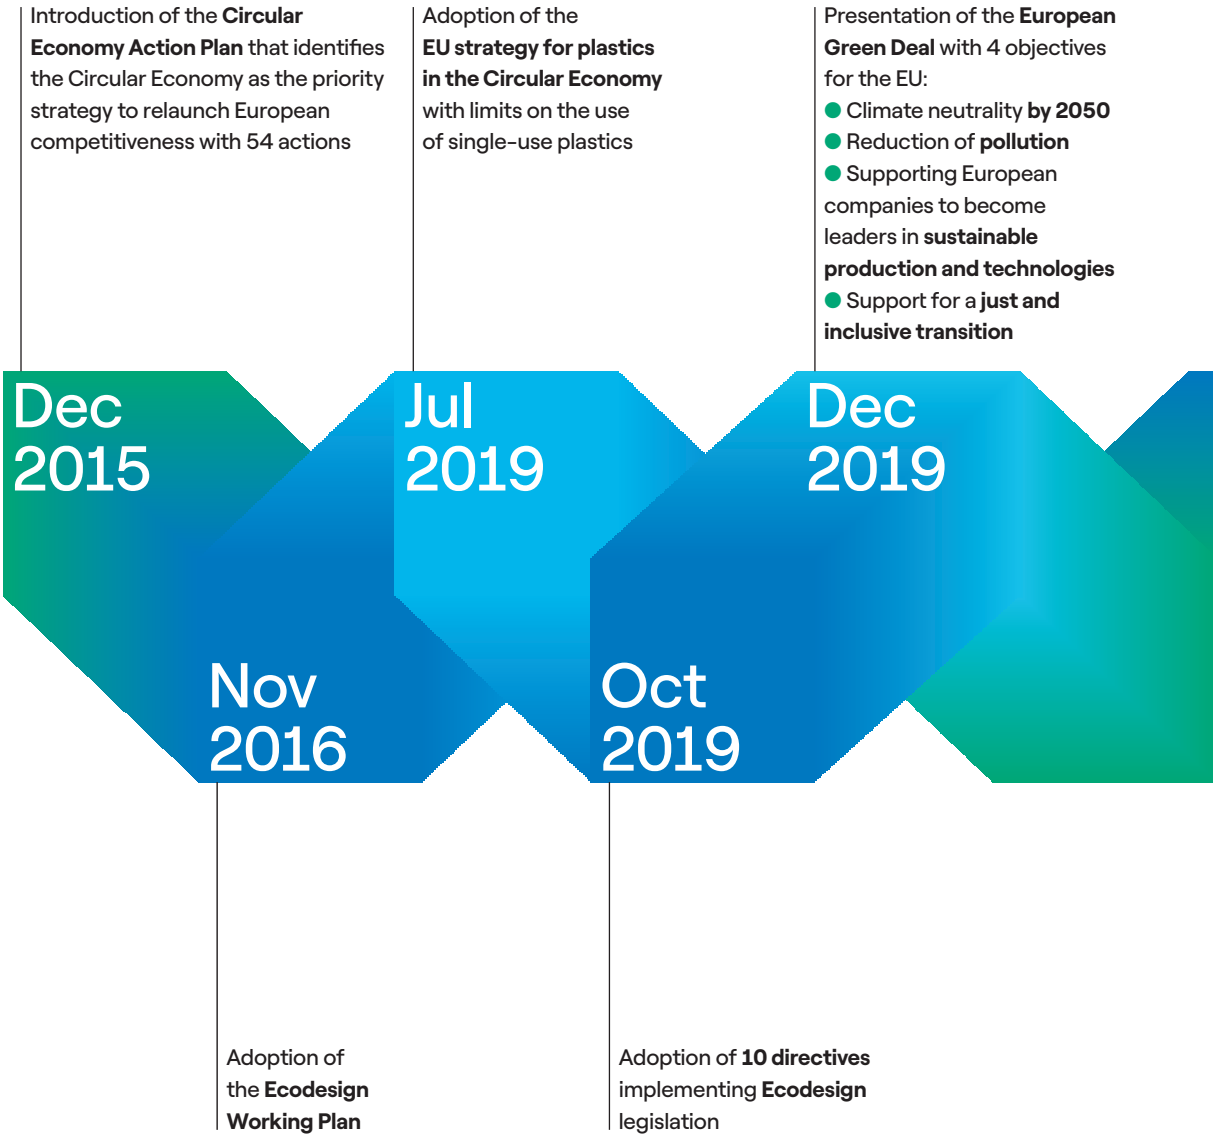 Introduction of the Circular
Economy Action Plan that identifies
the Circular Economy as the priority
strategy to relaunch European
competitiveness with 54 actions
Adoption of the
EU strategy for plastics
in the Circular Economy
with limits on the use
of single-use plastics
Presentation of the European
Green Deal with 4 objectives
for the EU:
● Climate neutrality by 2050
● Reduction of pollution
● Supporting European
companies to become
leaders in sustainable
production and technologies
● Support for a just and
inclusive transition
Dec
2015
Jul
2019
Dec
2019
Nov
2016
Oct
2019
Adoption of
the Ecodesign
Working Plan
Adoption of 10 directives
implementing Ecodesign
legislation